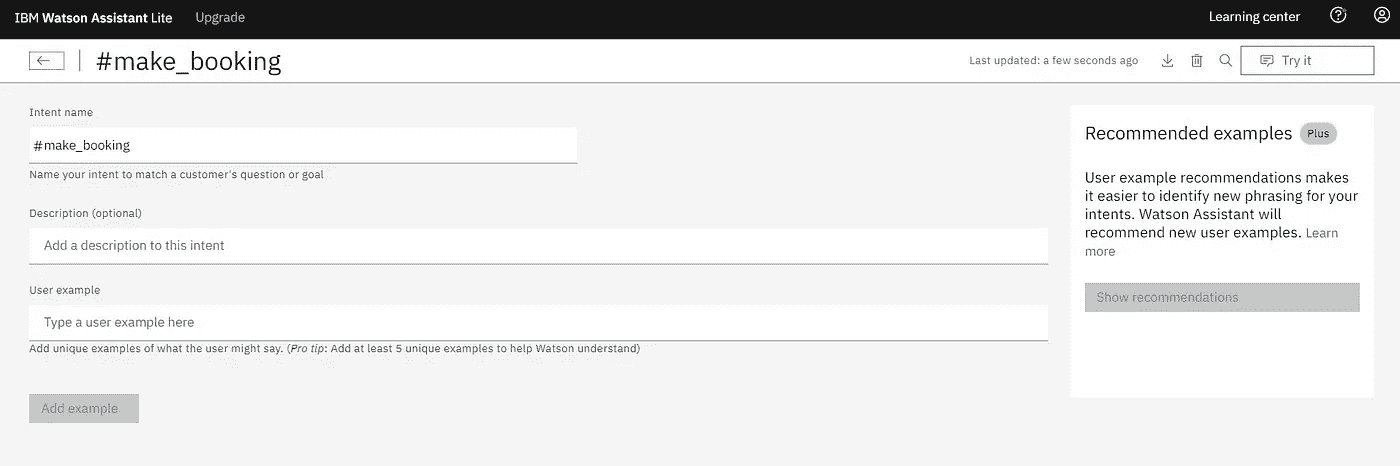 IBM Watson Assistant Lite Upgrade Learning center
#make_booking Last updated: a few seconds ago Try it
Intent name
#make_booking
Name your intent to match a customer's question or goal
Description (optional)
Add a description to this intent
User example
Type a user example here
Add unique examples of what the user might say. (Pro tip: Add at least 5 unique examples to help Watson understand)
Add example
Recommended examples Plus
User example recommendations makes
it easier to identify new phrasing for your
intents. Watson Assistant will
recommend new user examples. Learn
more
Show recommendations